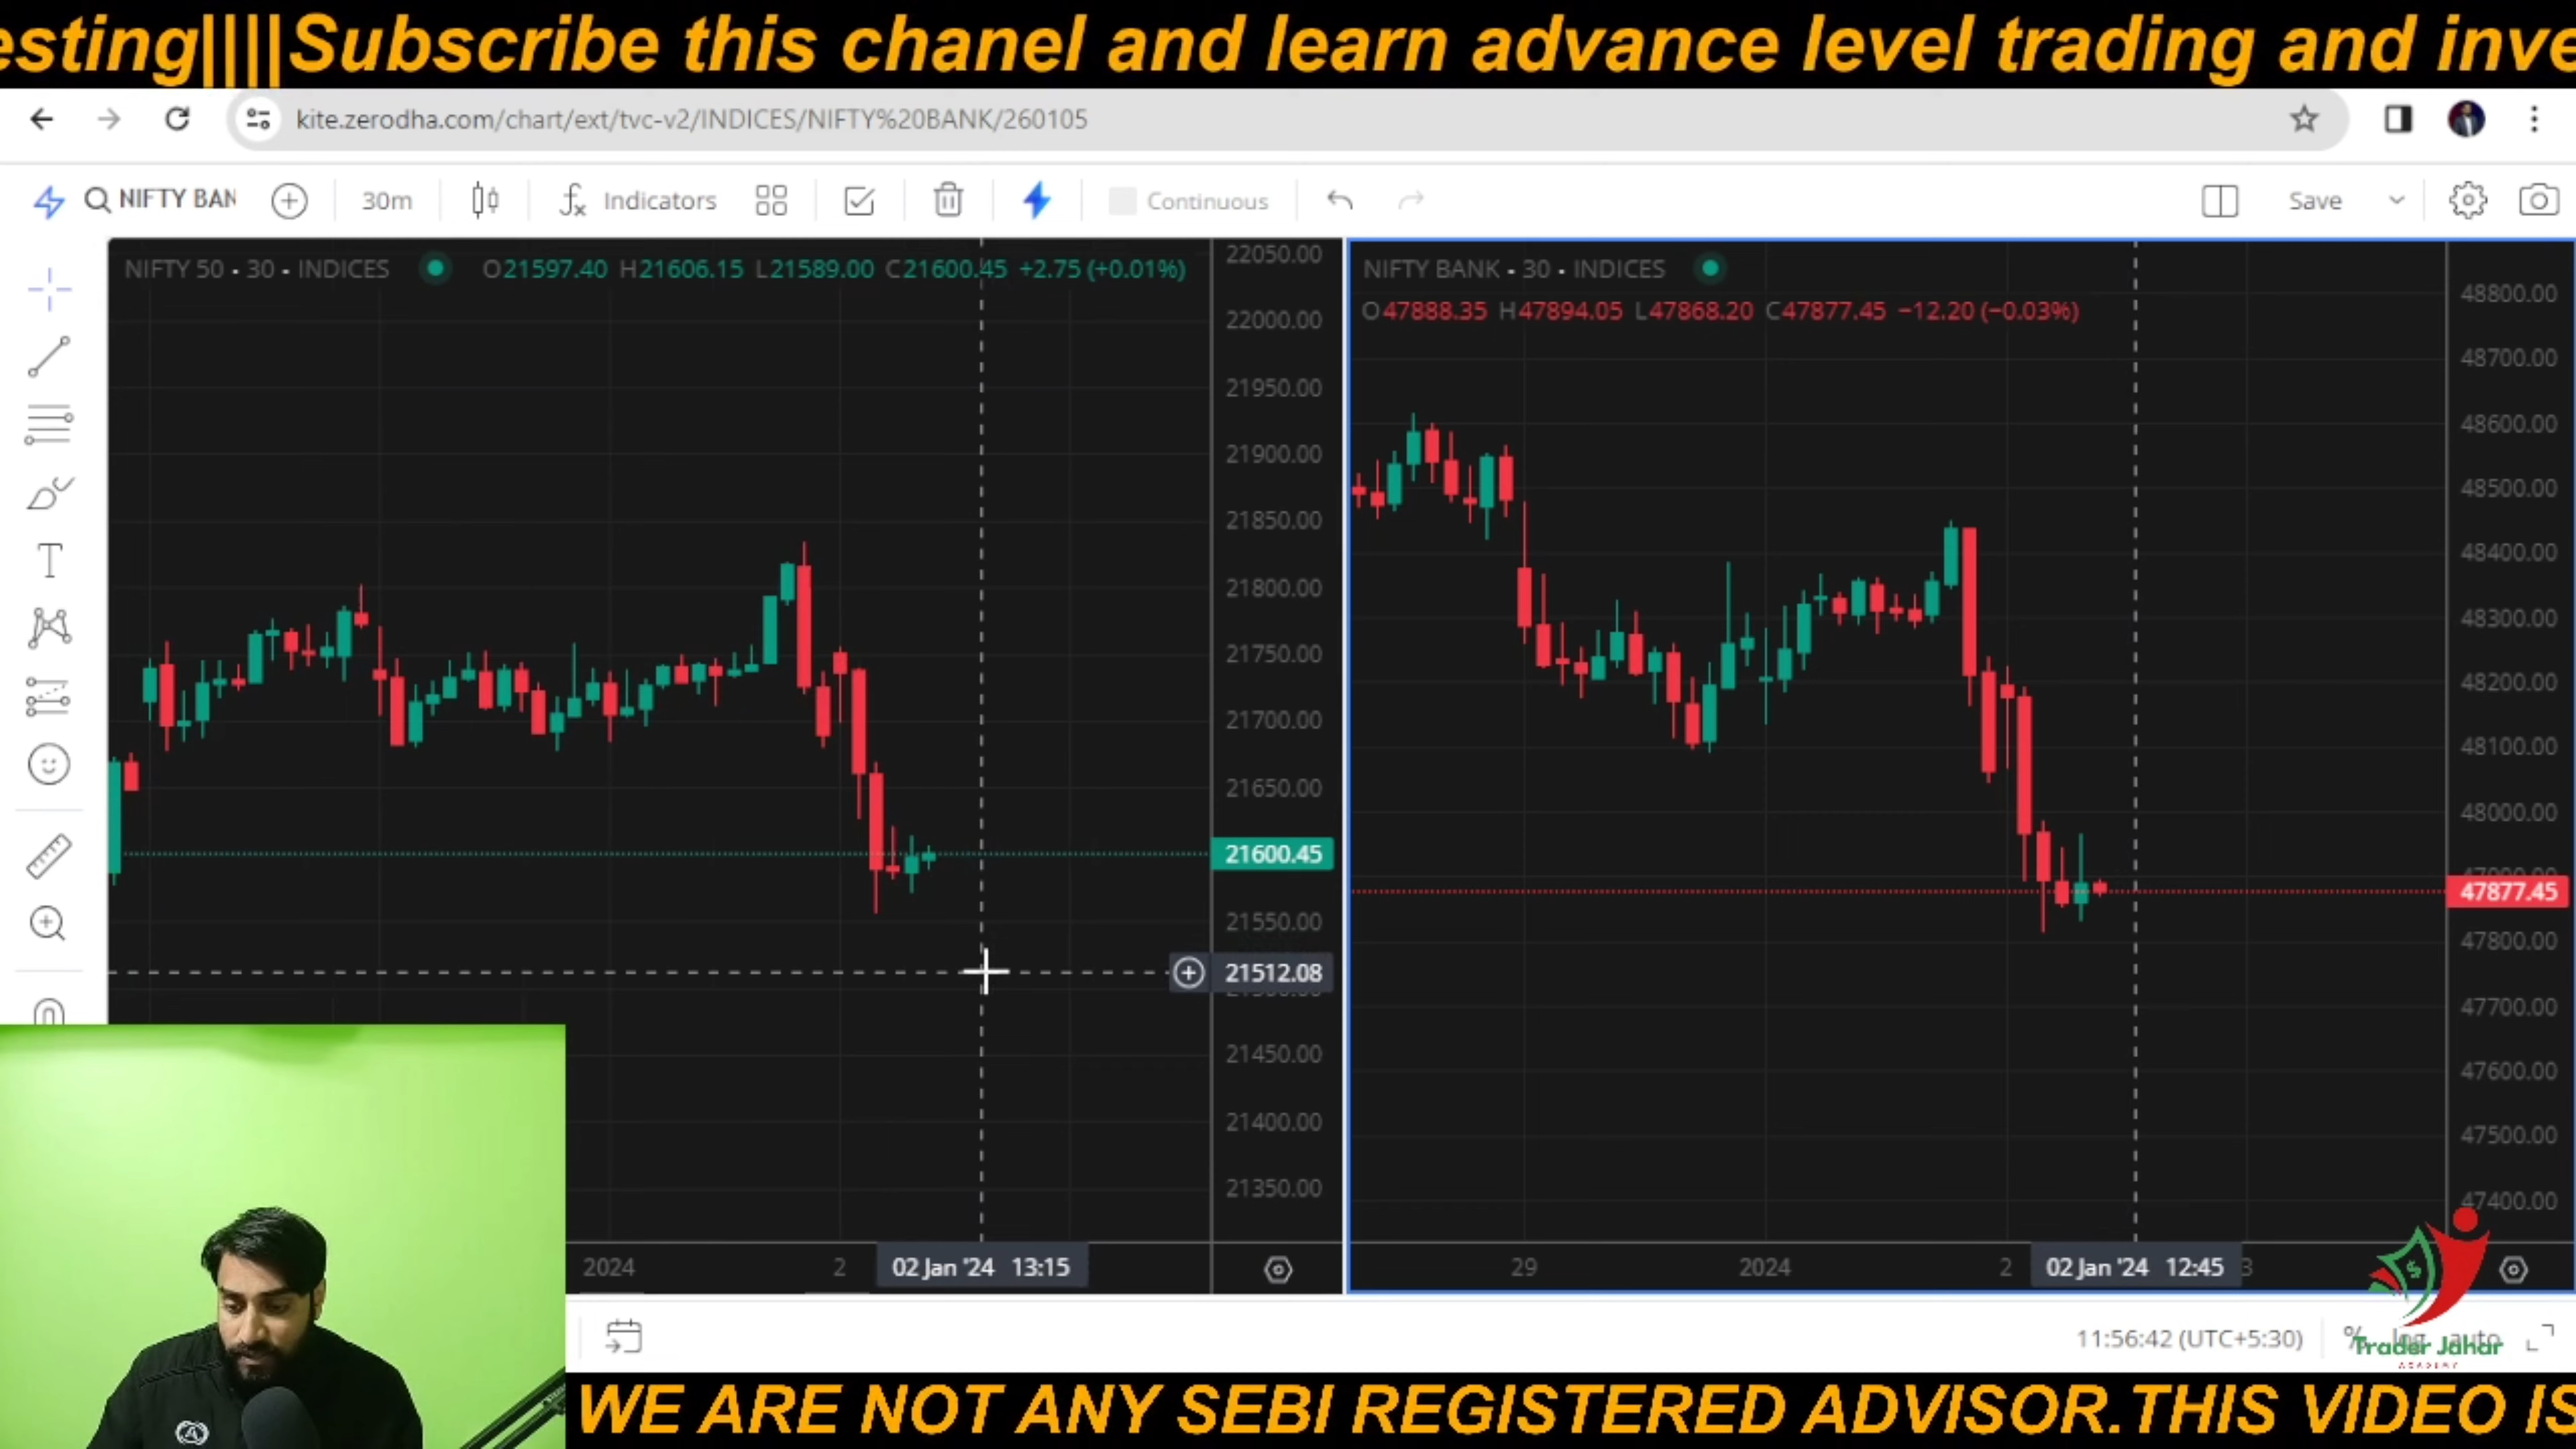 esting||||Subscribe this chanel and learn advance level trading and inve
kite.zerodha.com/chart/ext/tvc-v2/INDICES/NIFTY%20BANK/260105
NIFTY BAN 30m Indicators Continuous Save
NIFTY 50 • 30 • INDICES O21597.40 H21606.15 L21589.00 C21600.45 +2.75 (+0.01%)
22050.00
22000.00
21950.00
21900.00
21850.00
21800.00
21750.00
21700.00
21650.00
21600.45
21550.00
21512.08
21450.00
21400.00
21350.00
2024 2 02 Jan '24 13:15
NIFTY BANK • 30 • INDICES
O47888.35 H47894.05 L47868.20 C47877.45 −12.20 (−0.03%)
48800.00
48700.00
48600.00
48500.00
48400.00
48300.00
48200.00
48100.00
48000.00
47877.45
47800.00
47700.00
47600.00
47500.00
47400.00
29 2024 2 02 Jan '24 12:45 3
11:56:42 (UTC+5:30) % log auto
Trader Jahar
ACADEMY
WE ARE NOT ANY SEBI REGISTERED ADVISOR.THIS VIDEO IS